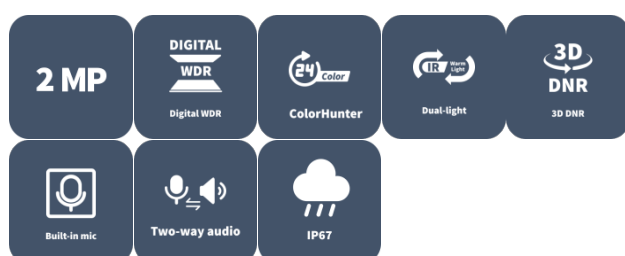 2 MP
DIGITAL
WDR
Digital WDR
24 Color
ColorHunter
IR Warm
Light
Dual-light
3D
DNR
3D DNR
Built-in mic
Two-way audio
IP67